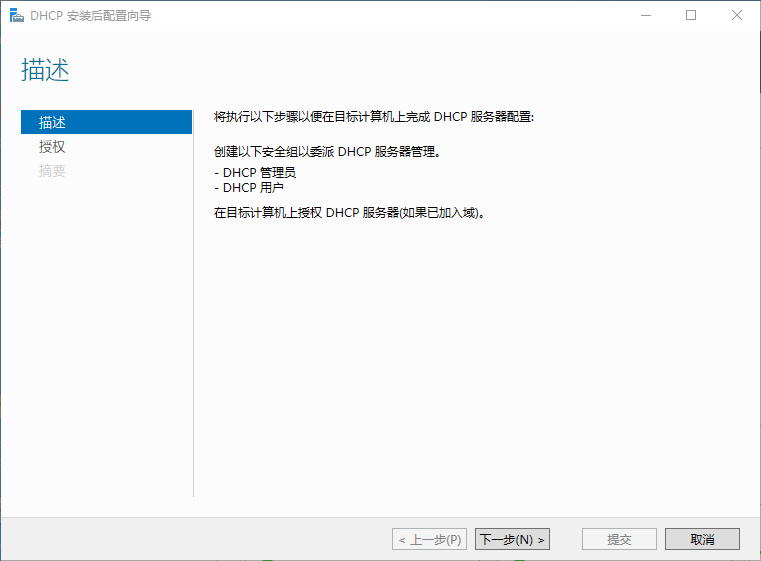 DHCP 安装后配置向导
描述
描述
授权
摘要
将执行以下步骤以便在目标计算机上完成 DHCP 服务器配置:
创建以下安全组以委派 DHCP 服务器管理。
- DHCP 管理员
- DHCP 用户
在目标计算机上授权 DHCP 服务器(如果已加入域)。
< 上一步(P)
下一步(N) >
提交
取消